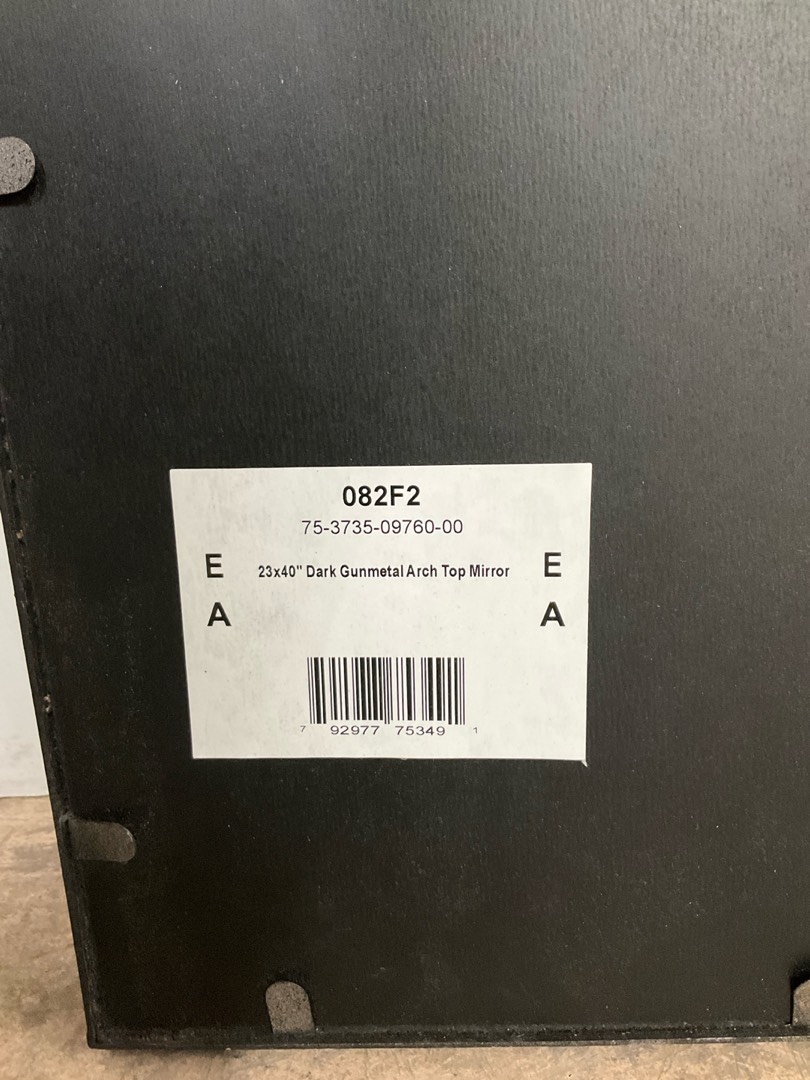 082F2
75-3735-09760-00
E 23x40" Dark Gunmetal Arch Top Mirror E
A A
7 92977 75349 1